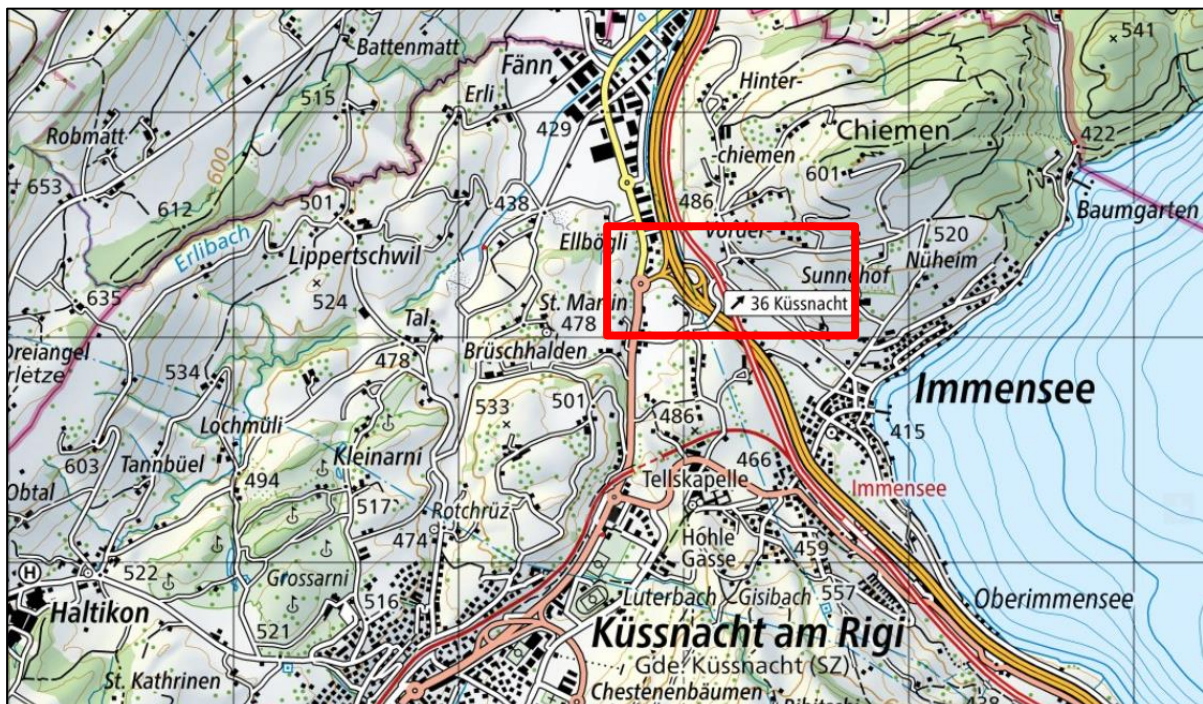 541
Battenmatt
Fänn
Hinter-
515
Erli
429
Robmatt
Chiemen
-chiemen
422
653
601
612
600
501
438
486
Baumgarten
Erlibach
Ellbögli
520
Lippertschwil
Nüheim
Sunnehof
635
524
St. Martin
36 Küssnacht
Tal
478
Dreiangel
Brüschhalden
478
534
501
Immensee
533
486
415
Lochmüli
603
Tannbüel
Kleinarni
466
494
Tellskapelle
Immensee
Obtal
517
Rotchrüz
474
Höhle
Gasse
459
522
H
Grossarni
516
Luterbach
Gisibach
557
Oberimmensee
Haltikon
521
Küssnacht am Rigi
Gde. Küssnacht (SZ)
St. Kathrinen
Chestenenbäumen